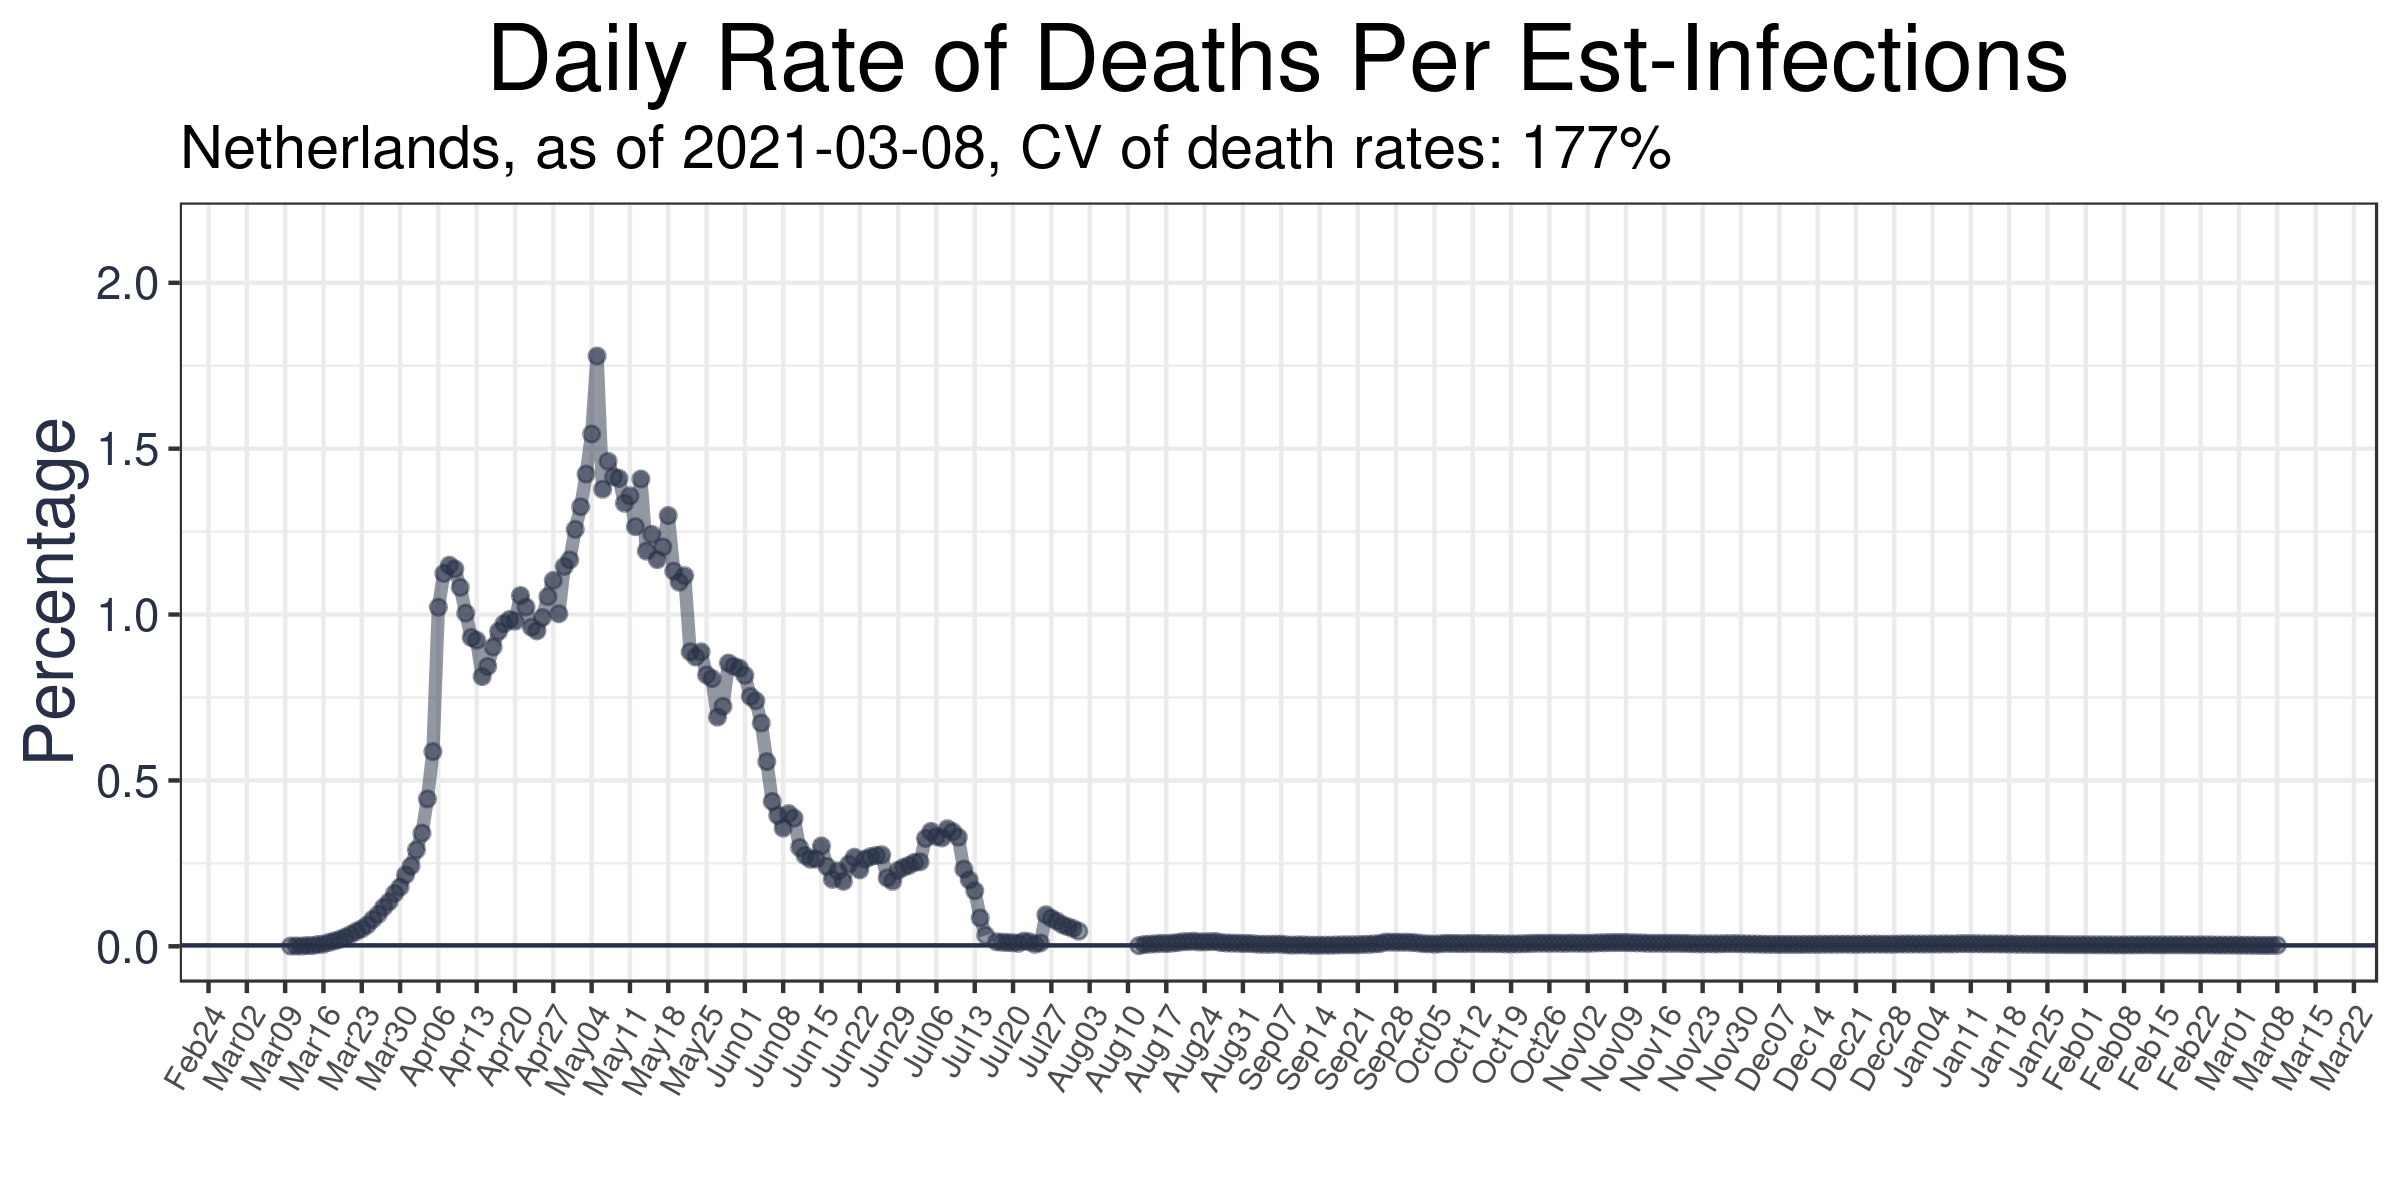 Daily Rate of Deaths Per Est-Infections
Netherlands, as of 2021-03-08, CV of death rates: 177%
Percentage
2.0
1.5
1.0
0.5
0.0
Feb24 Mar02 Mar09 Mar16 Mar23 Mar30 Apr06 Apr13 Apr20 Apr27 May04 May11 May18 May25 Jun01 Jun08 Jun15 Jun22 Jun29 Jul06 Jul13 Jul20 Jul27 Aug03 Aug10 Aug17 Aug24 Aug31 Sep07 Sep14 Sep21 Sep28 Oct05 Oct12 Oct19 Oct26 Nov02 Nov09 Nov16 Nov23 Nov30 Dec07 Dec14 Dec21 Dec28 Jan04 Jan11 Jan18 Jan25 Feb01 Feb08 Feb15 Feb22 Mar01 Mar08 Mar15 Mar22